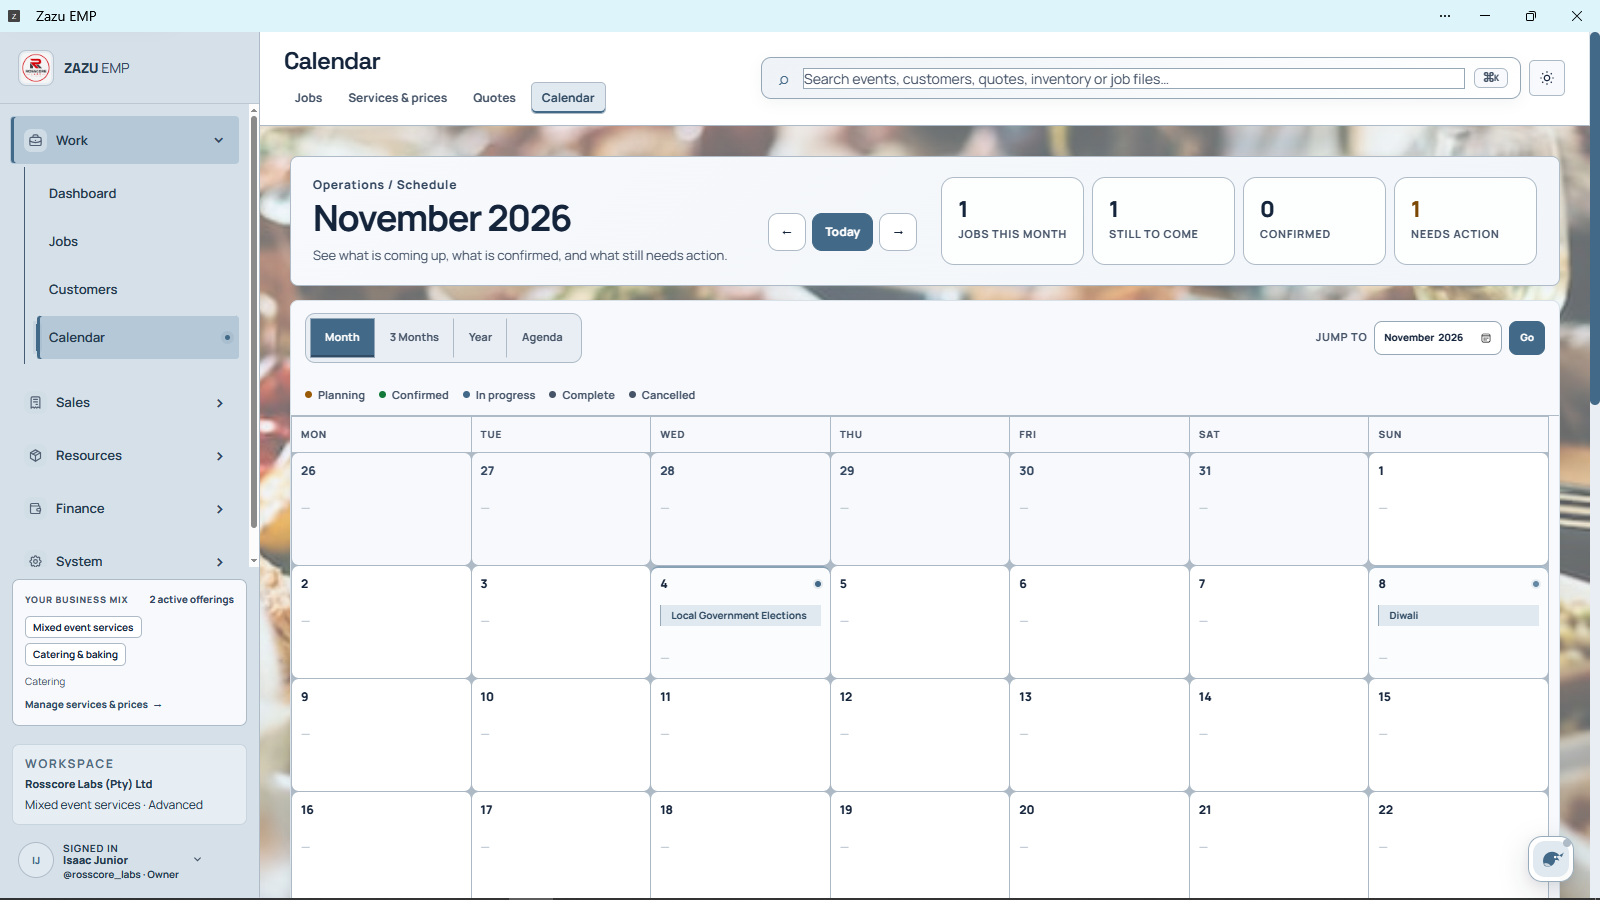 Zazu EMP
ZAZU EMP
Work
Dashboard
Jobs
Customers
Calendar
Sales
Resources
Finance
System
YOUR BUSINESS MIX 2 active offerings
Mixed event services
Catering & baking
Catering
Manage services & prices →
WORKSPACE
Rosscore Labs (Pty) Ltd
Mixed event services · Advanced
IJ
SIGNED IN
Isaac Junior
@rosscore_labs · Owner
Calendar
Jobs Services & prices Quotes Calendar
Search events, customers, quotes, inventory or job files...
⌘K
Operations / Schedule
November 2026
See what is coming up, what is confirmed, and what still needs action.
← Today →
1
JOBS THIS MONTH
1
STILL TO COME
0
CONFIRMED
1
NEEDS ACTION
Month 3 Months Year Agenda
JUMP TO November 2026 Go
Planning Confirmed In progress Complete Cancelled
MON TUE WED THU FRI SAT SUN
26 27 28 29 30 31 1
— — — — — — —
2 3 4 5 6 7 8
Local Government Elections Diwali
— — — — — — —
9 10 11 12 13 14 15
— — — — — — —
16 17 18 19 20 21 22
— — — — — — —